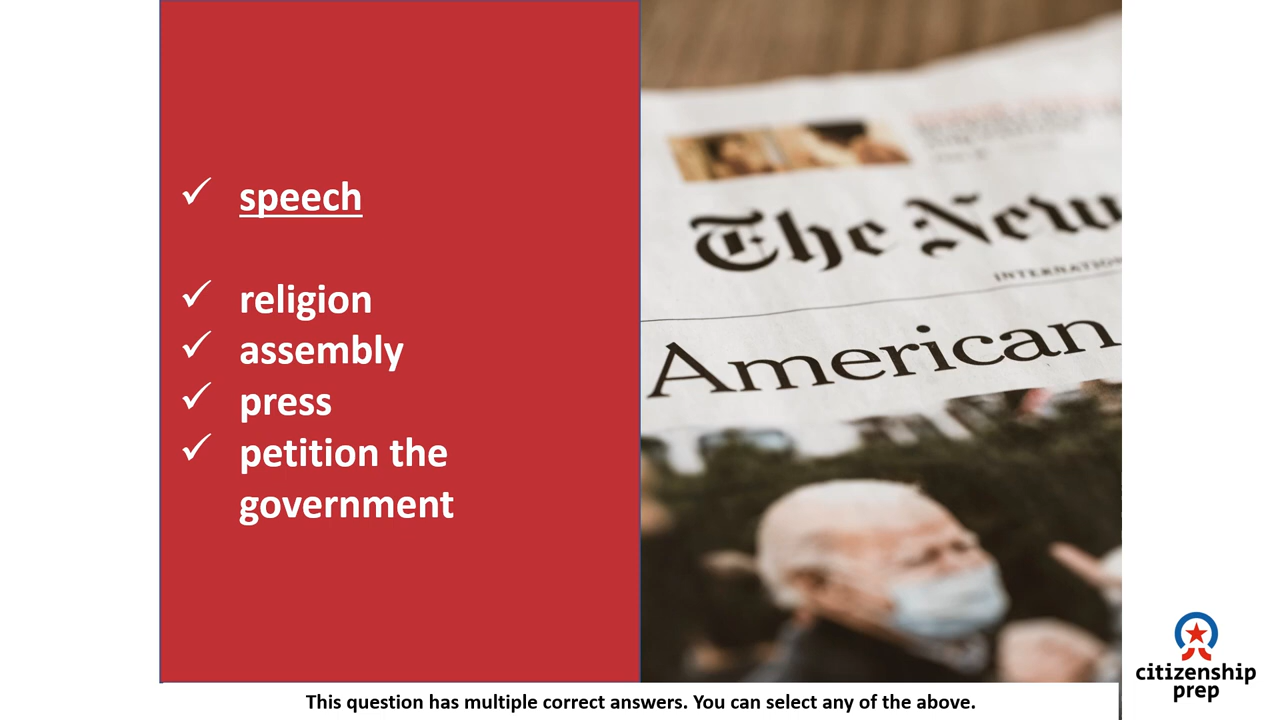 speech
religion
assembly
press
petition the
government
The New
INTERNATION
American
This question has multiple correct answers. You can select any of the above.
citizenship
prep